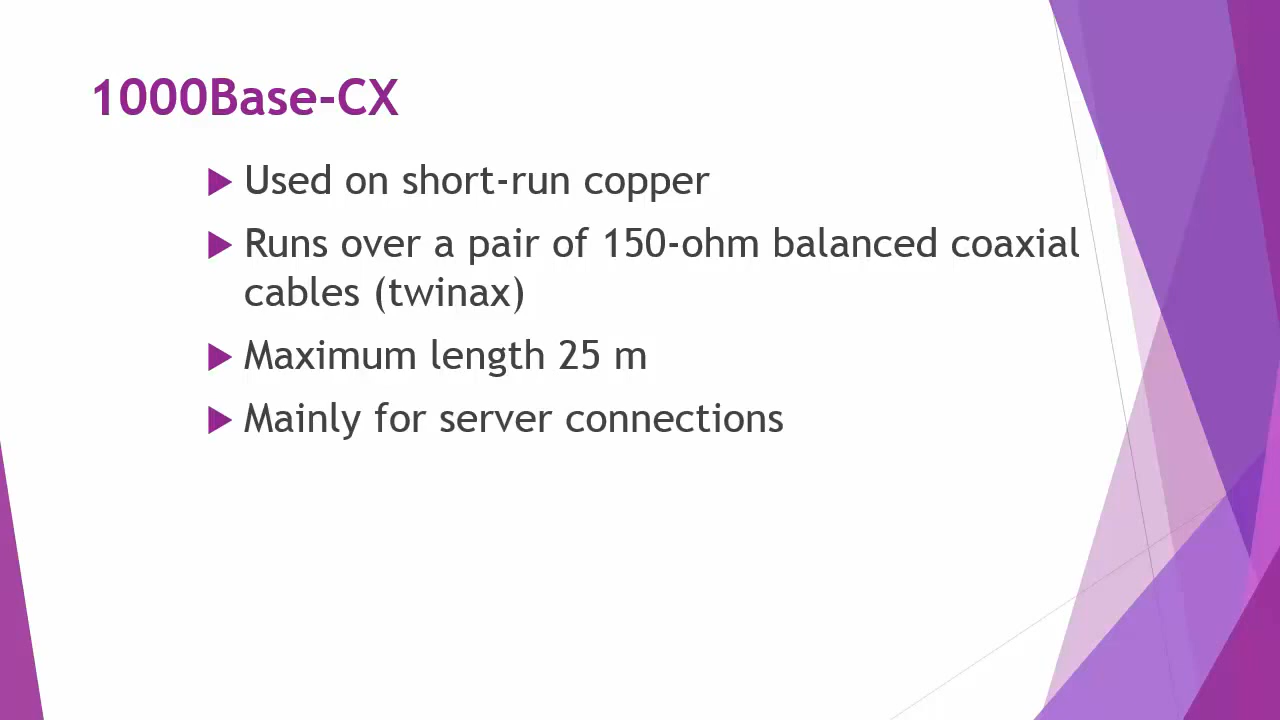 1000Base-CX
Used on short-run copper
Runs over a pair of 150-ohm balanced coaxial
cables (twinax)
Maximum length 25 m
Mainly for server connections